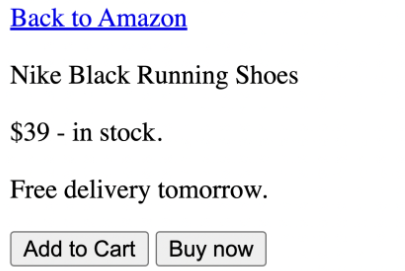 Back to Amazon
Nike Black Running Shoes
$39 - in stock.
Free delivery tomorrow.
Add to Cart Buy now